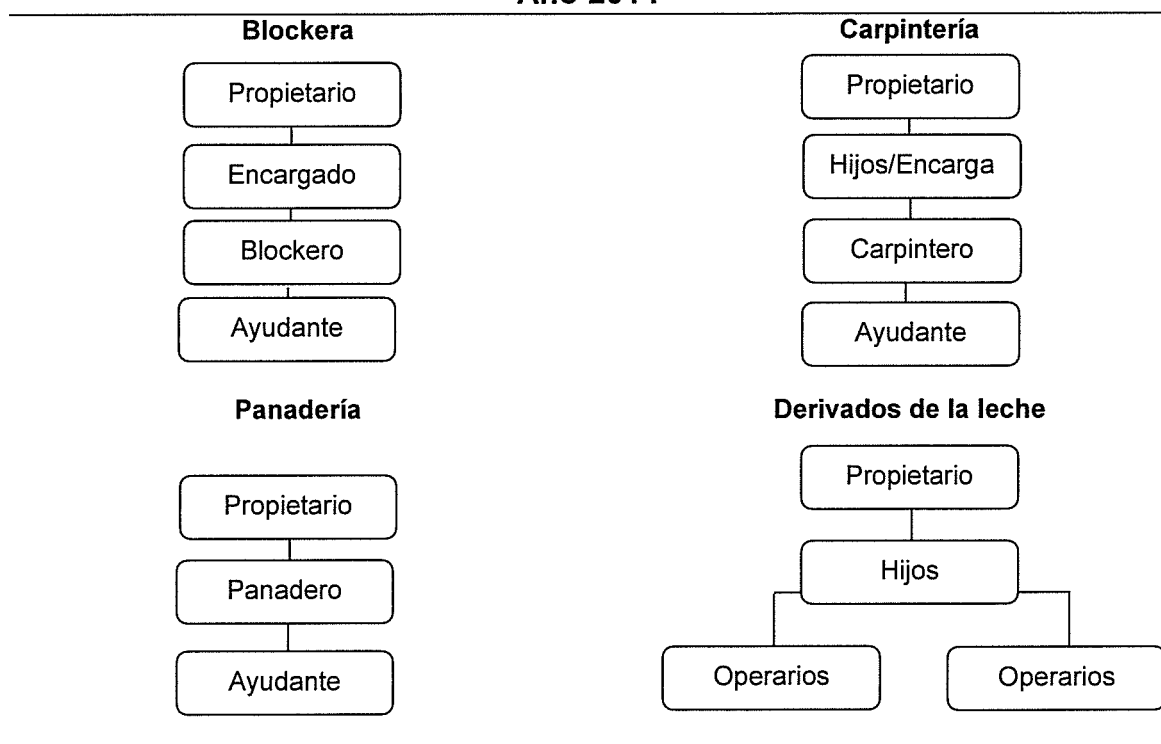 Blockera
Propietario
Encargado
Blockero
Ayudante
Carpintería
Propietario
Hijos/Encarga
Carpintero
Ayudante
Panadería
Propietario
Panadero
Ayudante
Derivados de la leche
Propietario
Hijos
Operarios
Operarios